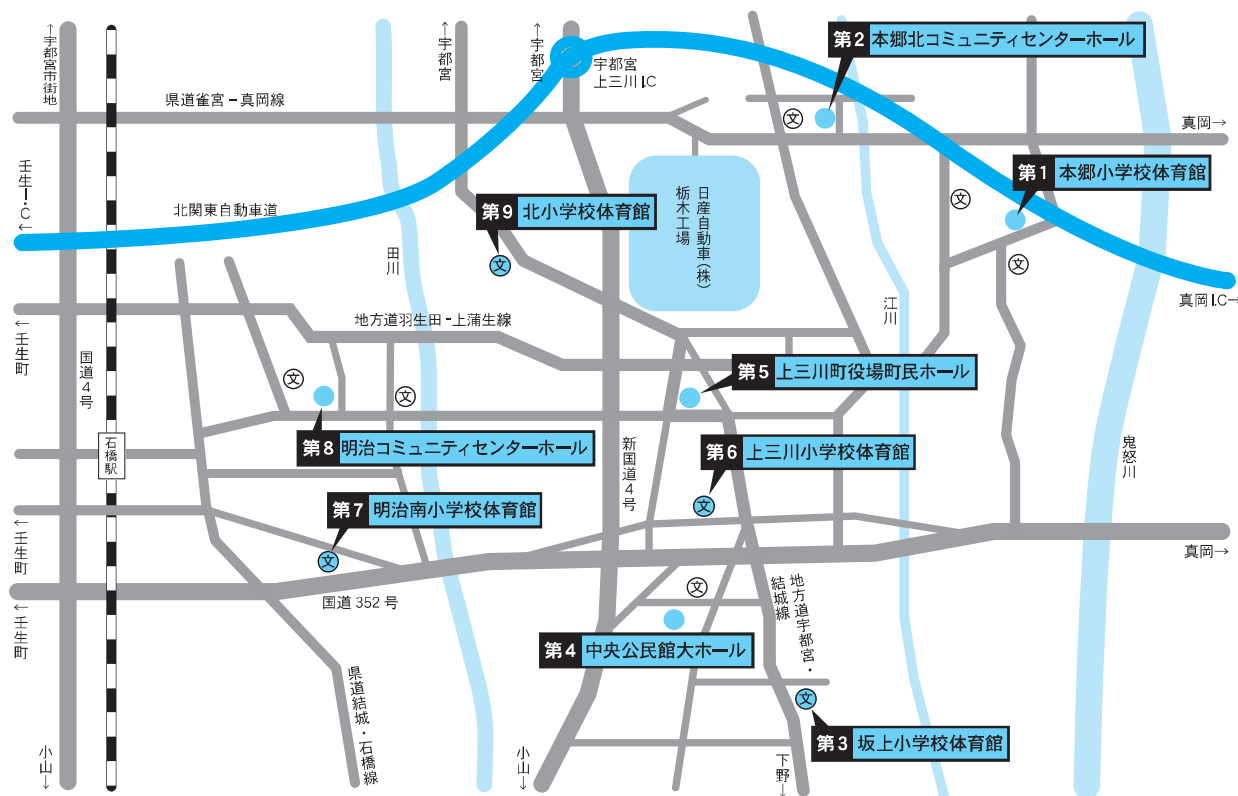 ←宇都宮市街地
←宇都宮
←宇都宮
宇都宮
上三川I.C
第2 本郷北コミュニティセンターホール
県道雀宮-真岡線
文
真岡→
壬生I・C←
第1 本郷小学校体育館
北関東自動車道
第9 北小学校体育館
文
日産自動車(株)
栃木工場
文
文
田川
江川
真岡I.C→
←壬生町
国道4号
地方道羽生田-上蒲生線
文
文
第5 上三川町役場町民ホール
石橋駅
第8 明治コミュニティセンターホール
新国道4号
第6 上三川小学校体育館
文
鬼怒川
第7 明治南小学校体育館
文
←壬生町
真岡→
国道352号
←壬生町
文
地方道宇都宮・
結城線
第4 中央公民館大ホール
県道結城・石橋線
文
第3 坂上小学校体育館
小山→
小山→
下野→